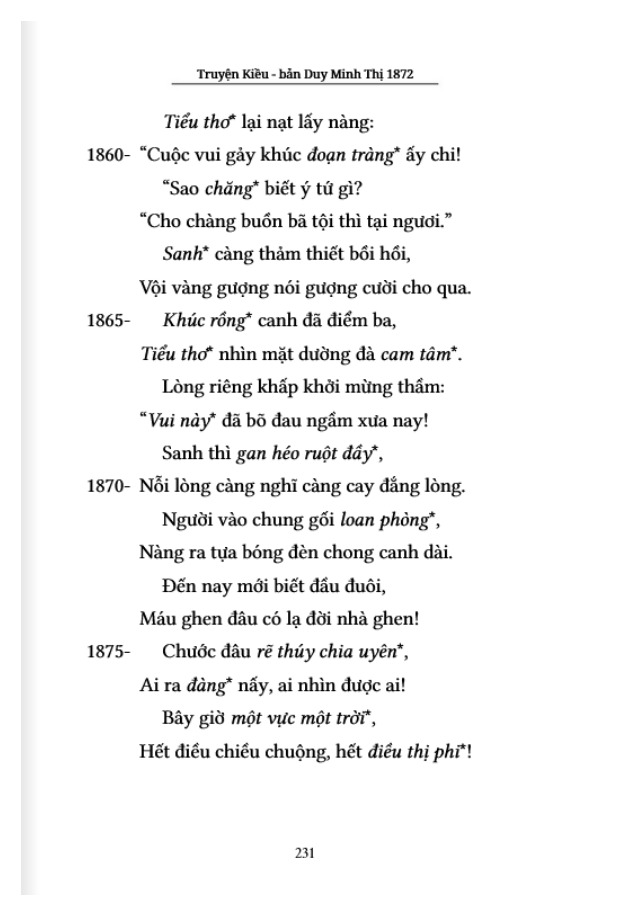 Truyện Kiều - bản Duy Minh Thị 1872
Tiểu thơ* lại nạt lấy nàng:
1860- “Cuộc vui gảy khúc đoạn tràng* ấy chi!
“Sao chăng* biết ý tứ gì?
“Cho chàng buồn bã tội thì tại ngươi.”
Sanh* càng thảm thiết bồi hồi,
Vội vàng gượng nói gượng cười cho qua.
1865- Khúc rồng* canh đã điểm ba,
Tiểu thơ* nhìn mặt dường đà cam tâm*.
Lòng riêng khấp khởi mừng thầm:
“Vui này* đã bõ đau ngầm xưa nay!
Sanh thì gan héo ruột đầy*,
1870- Nỗi lòng càng nghĩ càng cay đắng lòng.
Người vào chung gối loan phòng*,
Nàng ra tựa bóng đèn chong canh dài.
Đến nay mới biết đầu đuôi,
Máu ghen đâu có lạ đời nhà ghen!
1875- Chước đâu rẽ thúy chia uyên*,
Ai ra đàng* nấy, ai nhìn được ai!
Bây giờ một vực một trời*,
Hết điều chiều chuộng, hết điều thị phi*!
231